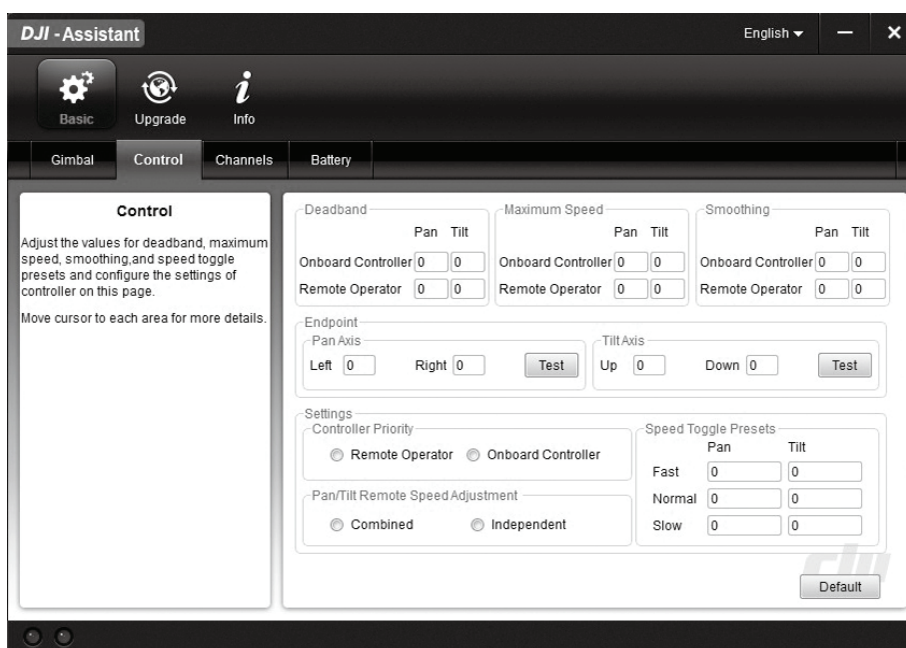 DJI - Assistant
English
Basic
Upgrade
Info
Gimbal Control Channels Battery
Control
Adjust the values for deadband, maximum
speed, smoothing,and speed toggle
presets and configure the settings of
controller on this page.
Move cursor to each area for more details.
Deadband
Pan Tilt
Onboard Controller 0 0
Remote Operator 0 0
Maximum Speed
Pan Tilt
Onboard Controller 0 0
Remote Operator 0 0
Smoothing
Pan Tilt
Onboard Controller 0 0
Remote Operator 0 0
Endpoint
Pan Axis
Left 0 Right 0 Test
Tilt Axis
Up 0 Down 0 Test
Settings
Controller Priority
Remote Operator Onboard Controller
Pan/Tilt Remote Speed Adjustment
Combined Independent
Speed Toggle Presets
Pan Tilt
Fast 0 0
Normal 0 0
Slow 0 0
dji
Default